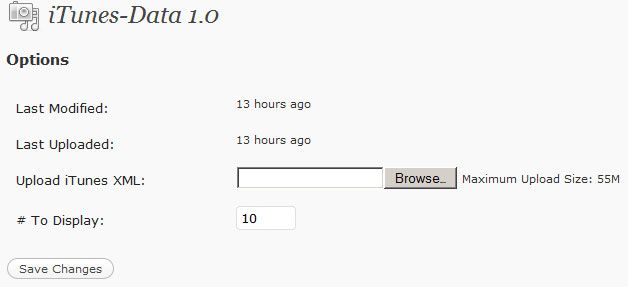 iTunes-Data 1.0
Options
Last Modified: 13 hours ago
Last Uploaded: 13 hours ago
Upload iTunes XML: Browse.. Maximum Upload Size: 55M
# To Display: 10
Save Changes